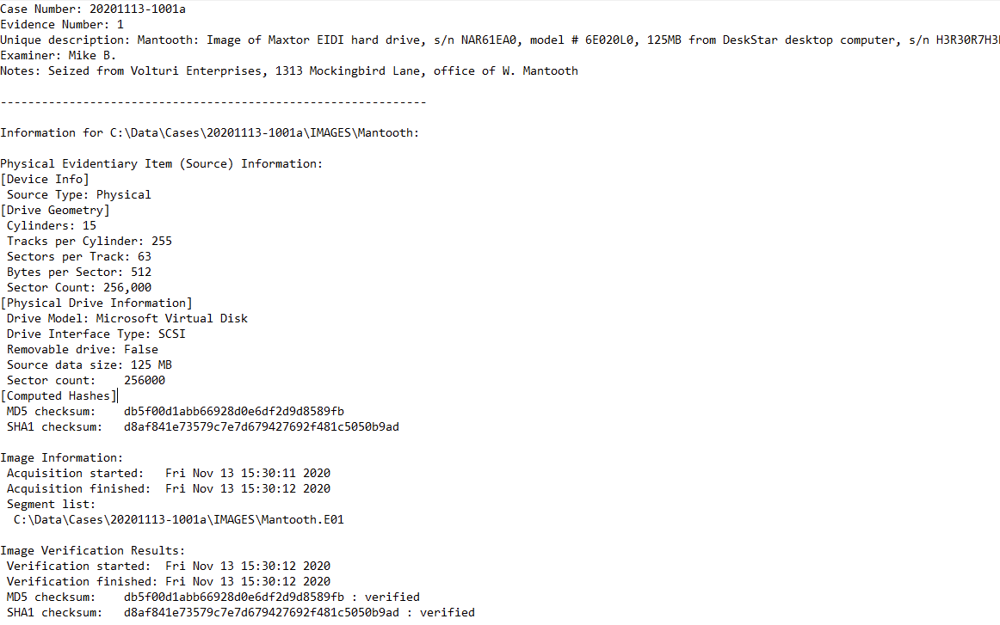 Case Number: 20201113-1001a
Evidence Number: 1
Unique description: Mantooth: Image of Maxtor EIDI hard drive, s/n NAR61EA0, model # 6E020L0, 125MB from DeskStar desktop computer, s/n H3R30R7H3
Examiner: Mike B.
Notes: Seized from Volturi Enterprises, 1313 Mockingbird Lane, office of W. Mantooth
--------------------------------------------------------------
Information for C:\Data\Cases\20201113-1001a\IMAGES\Mantooth:
Physical Evidentiary Item (Source) Information:
[Device Info]
Source Type: Physical
[Drive Geometry]
Cylinders: 15
Tracks per Cylinder: 255
Sectors per Track: 63
Bytes per Sector: 512
Sector Count: 256,000
[Physical Drive Information]
Drive Model: Microsoft Virtual Disk
Drive Interface Type: SCSI
Removable drive: False
Source data size: 125 MB
Sector count:    256000
[Computed Hashes]
MD5 checksum:    db5f00d1abb66928d0e6df2d9d8589fb
SHA1 checksum:   d8af841e73579c7e7d679427692f481c5050b9ad
Image Information:
Acquisition started:   Fri Nov 13 15:30:11 2020
Acquisition finished:  Fri Nov 13 15:30:12 2020
Segment list:
C:\Data\Cases\20201113-1001a\IMAGES\Mantooth.E01
Image Verification Results:
Verification started:  Fri Nov 13 15:30:12 2020
Verification finished: Fri Nov 13 15:30:12 2020
MD5 checksum:    db5f00d1abb66928d0e6df2d9d8589fb : verified
SHA1 checksum:   d8af841e73579c7e7d679427692f481c5050b9ad : verified